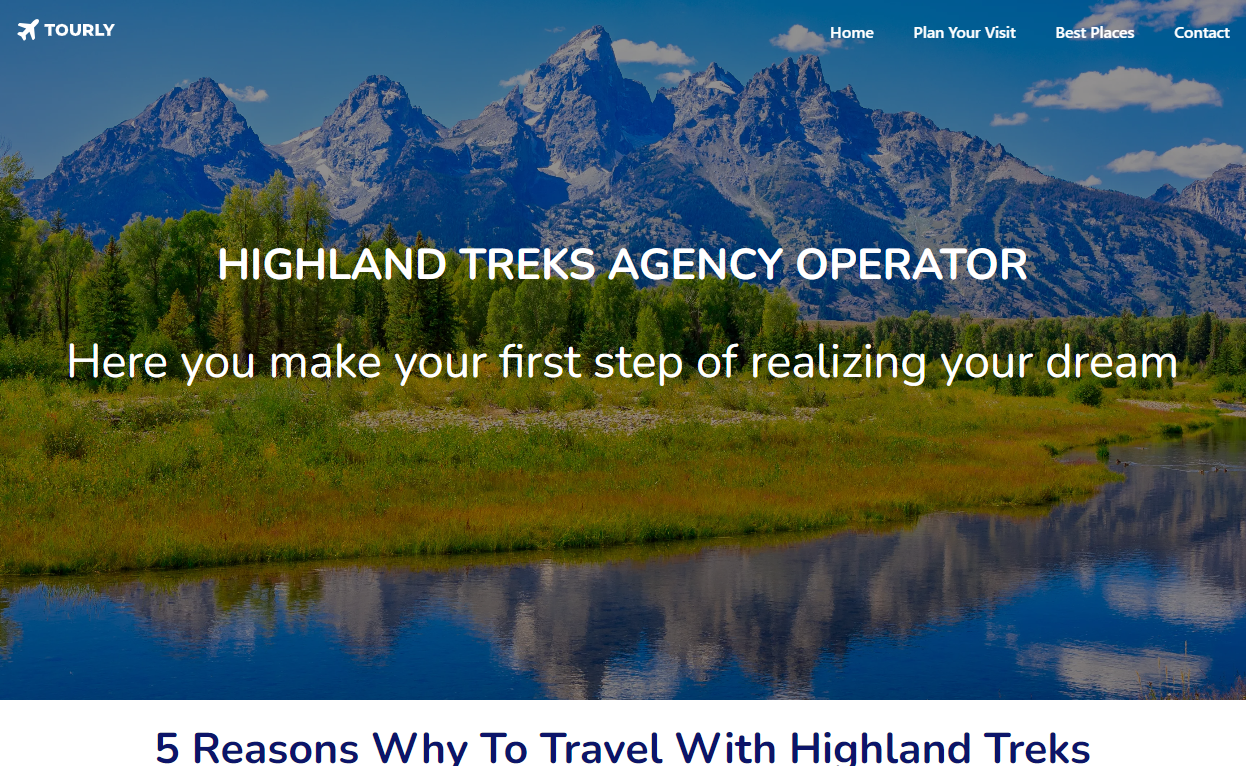 TOURLY
Home Plan Your Visit Best Places Contact
HIGHLAND TREKS AGENCY OPERATOR
Here you make your first step of realizing your dream
5 Reasons Why To Travel With Highland Treks